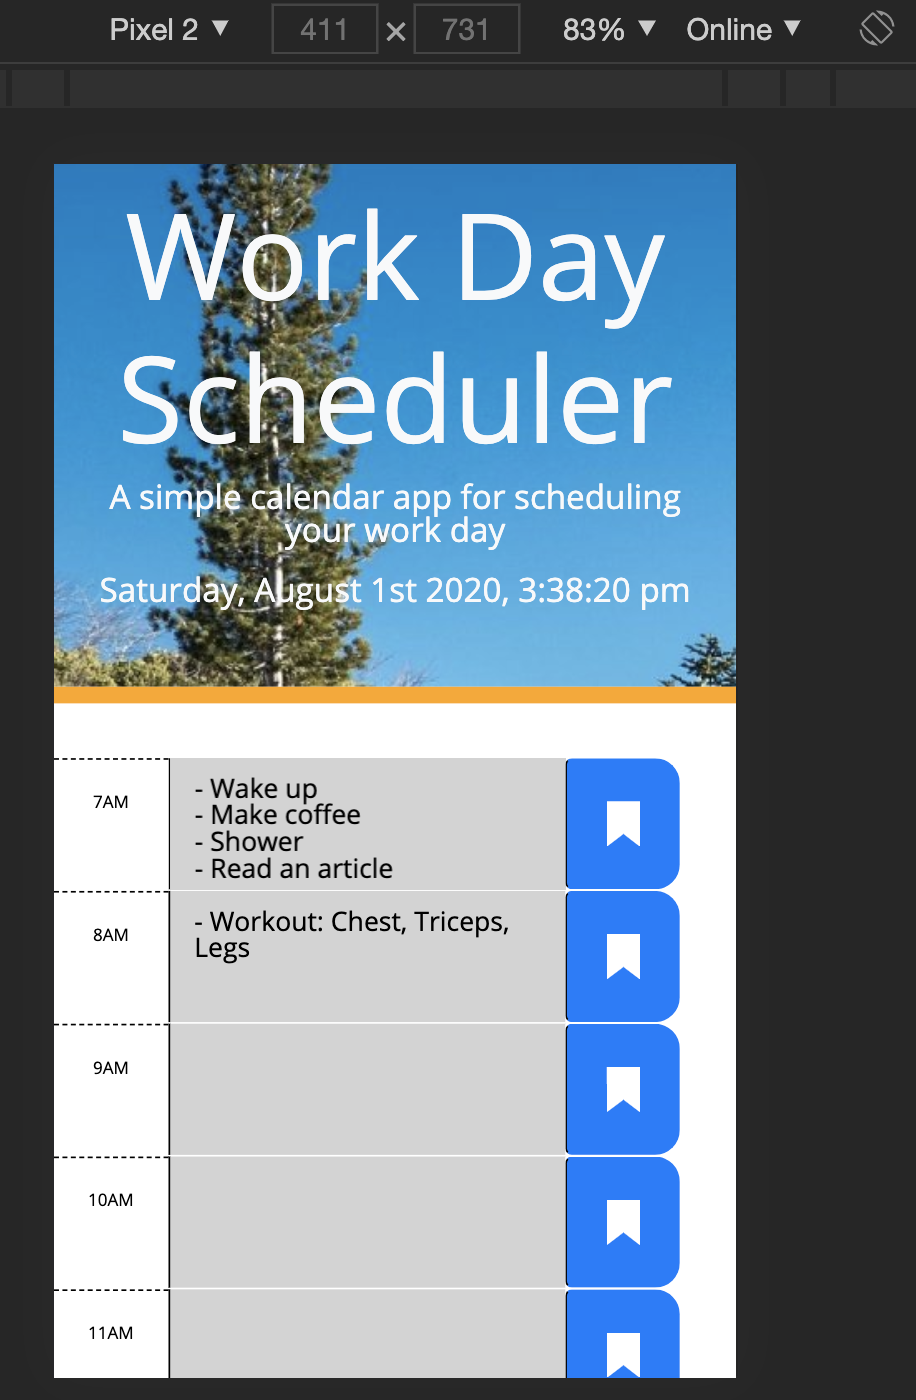 Pixel 2 ▼ 411 × 731 83% ▼ Online ▼
Work Day
Scheduler
A simple calendar app for scheduling
your work day
Saturday, August 1st 2020, 3:38:20 pm
7AM
- Wake up
- Make coffee
- Shower
- Read an article
8AM
- Workout: Chest, Triceps,
Legs
9AM
10AM
11AM